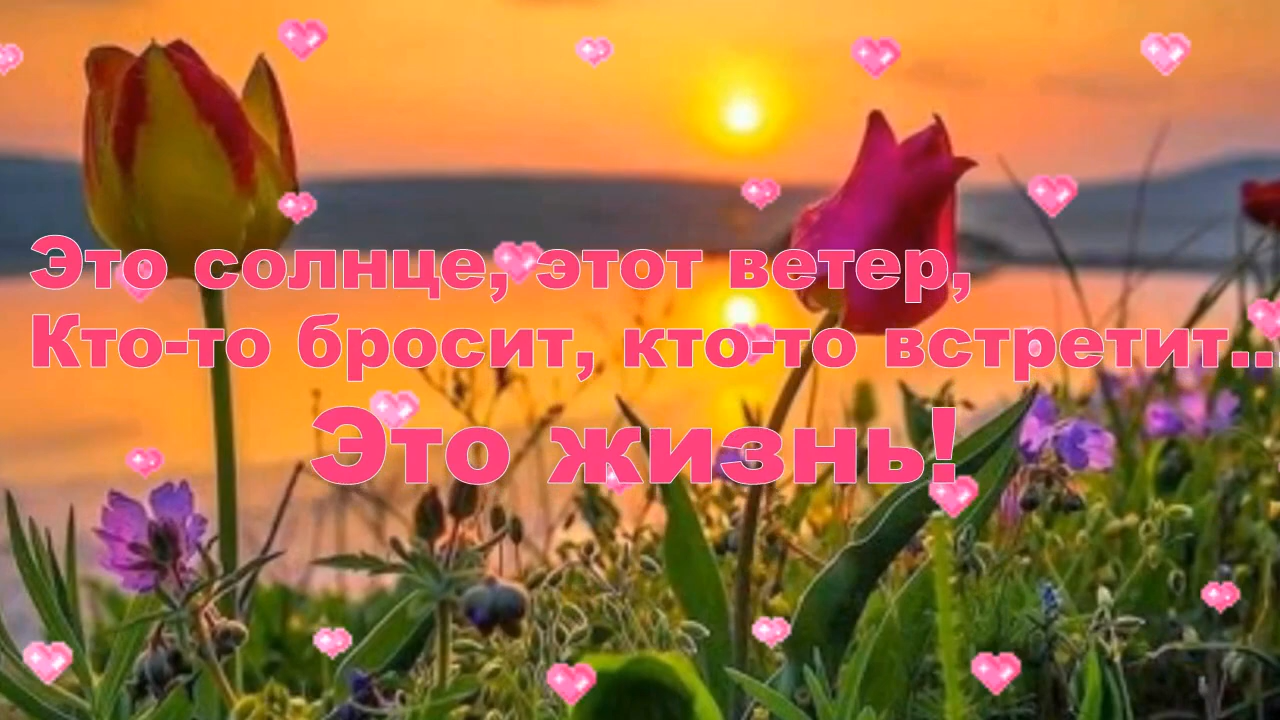 Это солнце, этот ветер,
Кто-то бросит, кто-то встретит...
Это жизнь!